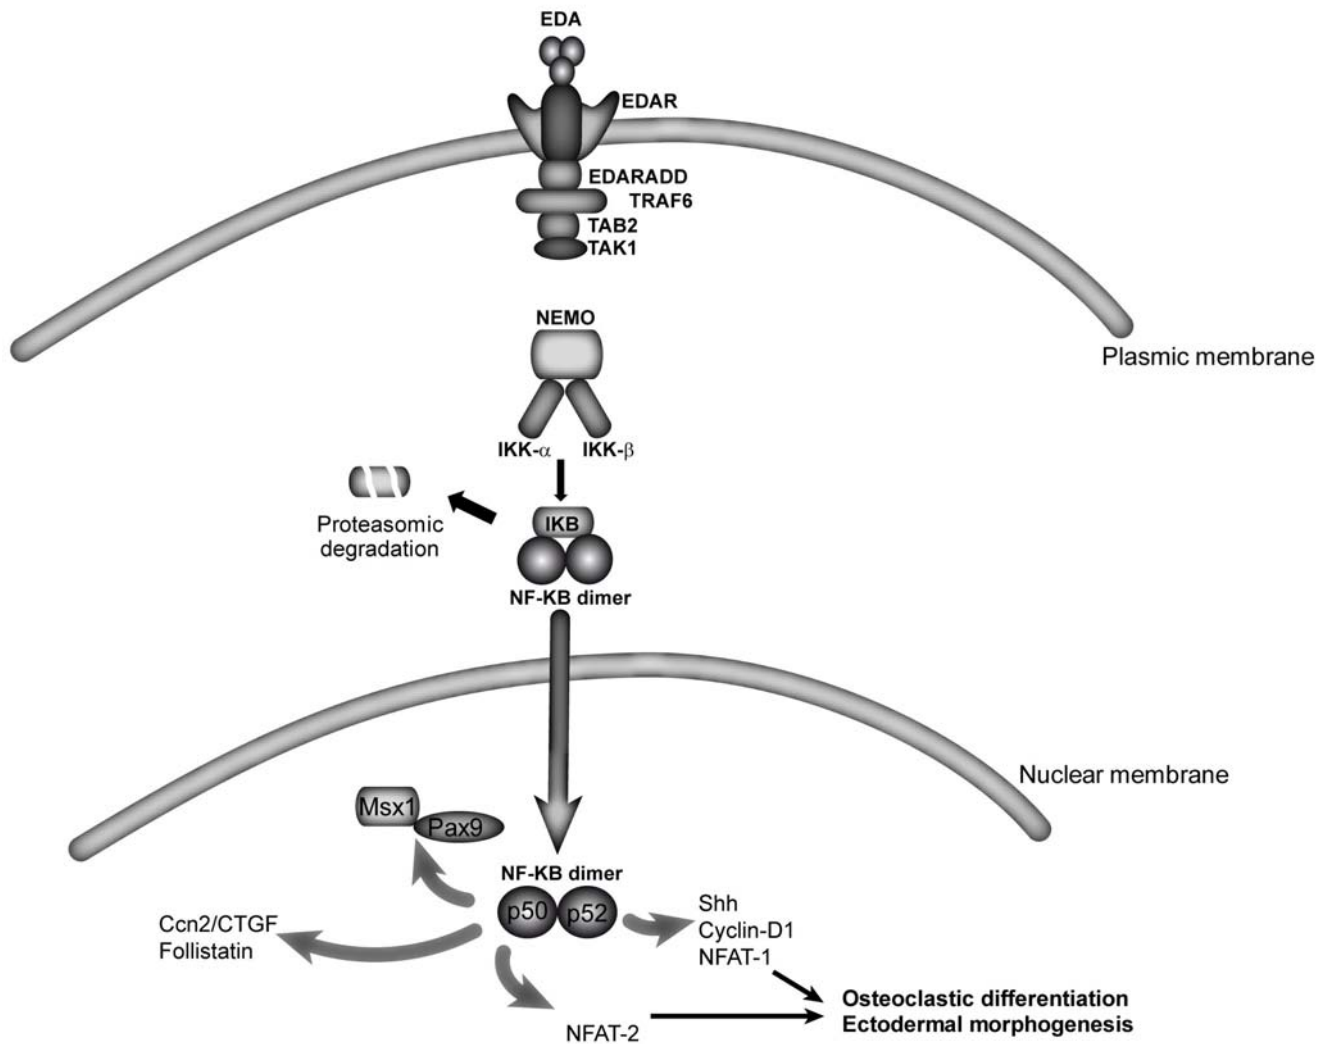 EDA
EDAR
EDARADD
TRAF6
TAB2
TAK1
NEMO
Plasmic membrane
IKK-α IKK-β
IKB
Proteasomic
degradation
NF-KB dimer
Nuclear membrane
Msx1
Pax9
NF-KB dimer
p50 p52
Shh
Cyclin-D1
NFAT-1
Ccn2/CTGF
Follistatin
Osteoclastic differentiation
Ectodermal morphogenesis
NFAT-2